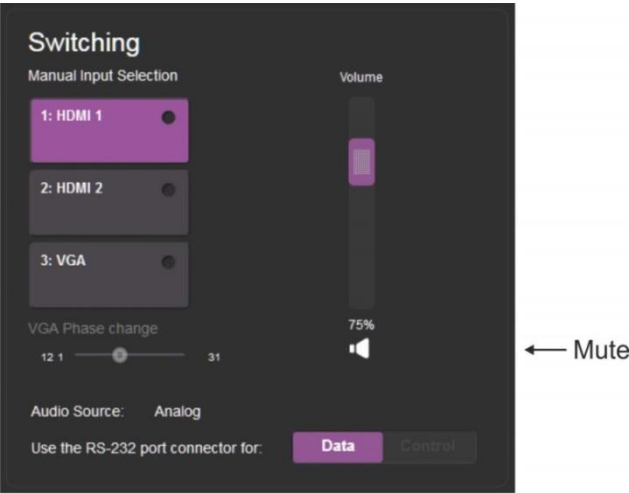 Switching
Manual Input Selection
Volume
1: HDMI 1
2: HDMI 2
3: VGA
VGA Phase change
75%
12 1 31
Mute
Audio Source: Analog
Use the RS-232 port connector for: Data Control